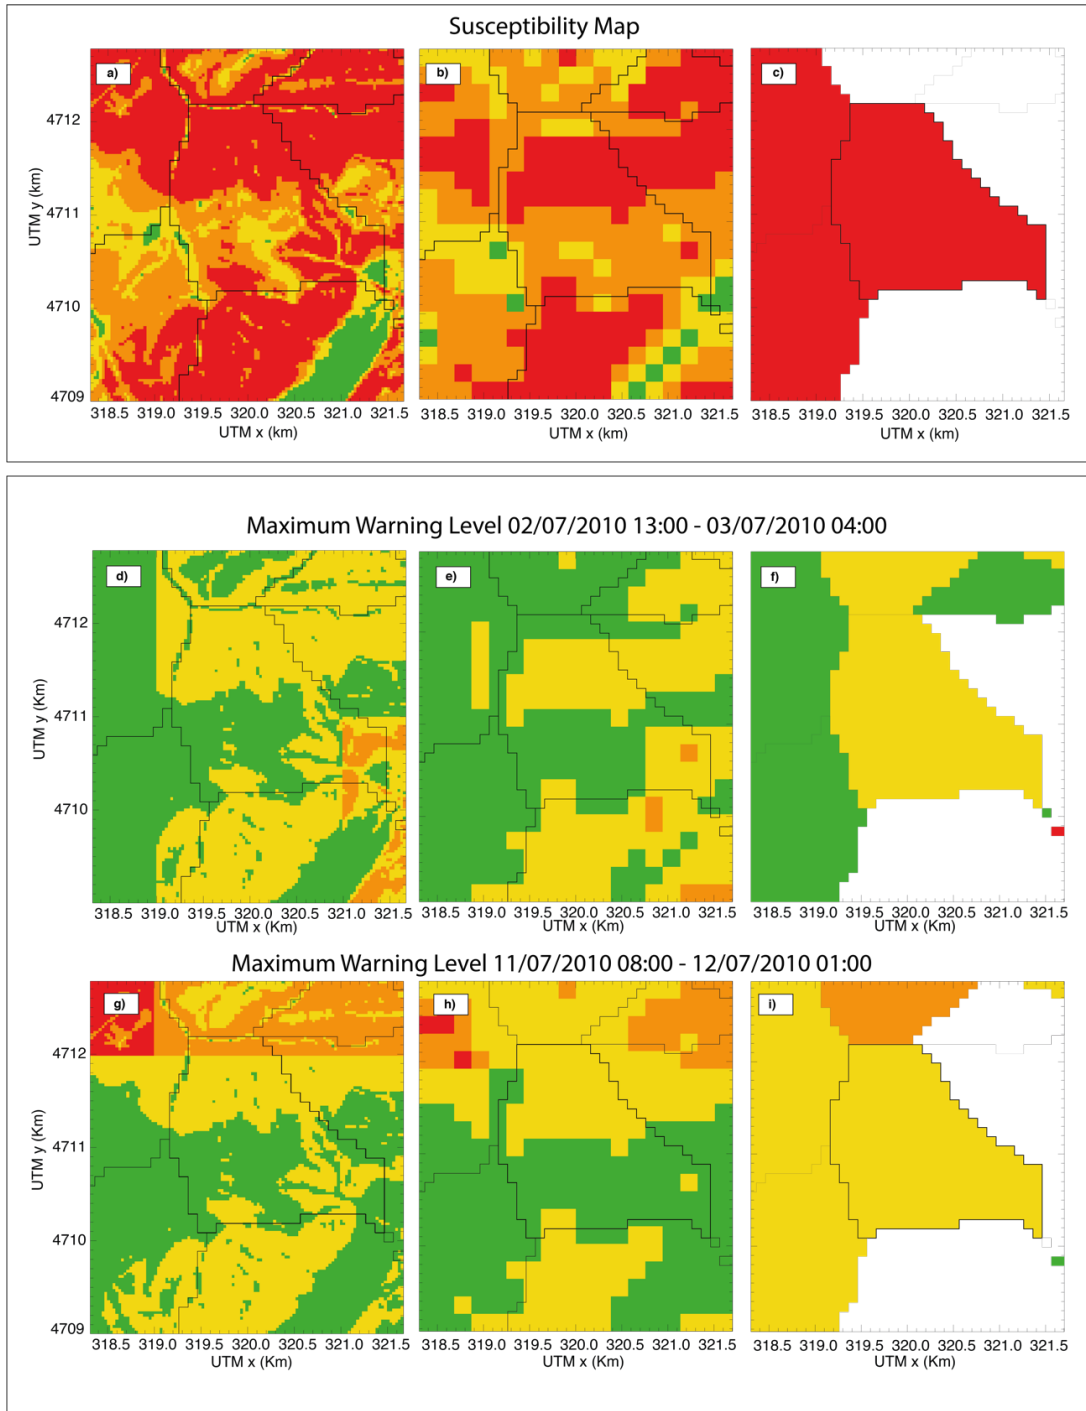 Susceptibility Map
a)
b)
c)
4712
4711
4710
4709
UTM y (km)
318.5 319.0 319.5 320.0 320.5 321.0 321.5
318.5 319.0 319.5 320.0 320.5 321.0 321.5
318.5 319.0 319.5 320.0 320.5 321.0 321.5
UTM x (km)
UTM x (km)
UTM x (km)
Maximum Warning Level 02/07/2010 13:00 - 03/07/2010 04:00
d)
e)
f)
4712
4711
4710
UTM y (Km)
318.5 319.0 319.5 320.0 320.5 321.0 321.5
318.5 319.0 319.5 320.0 320.5 321.0 321.5
318.5 319.0 319.5 320.0 320.5 321.0 321.5
UTM x (Km)
UTM x (Km)
UTM x (Km)
Maximum Warning Level 11/07/2010 08:00 - 12/07/2010 01:00
g)
h)
i)
4712
4711
4710
4709
UTM y (Km)
318.5 319.0 319.5 320.0 320.5 321.0 321.5
318.5 319.0 319.5 320.0 320.5 321.0 321.5
318.5 319.0 319.5 320.0 320.5 321.0 321.5
UTM x (Km)
UTM x (Km)
UTM x (Km)